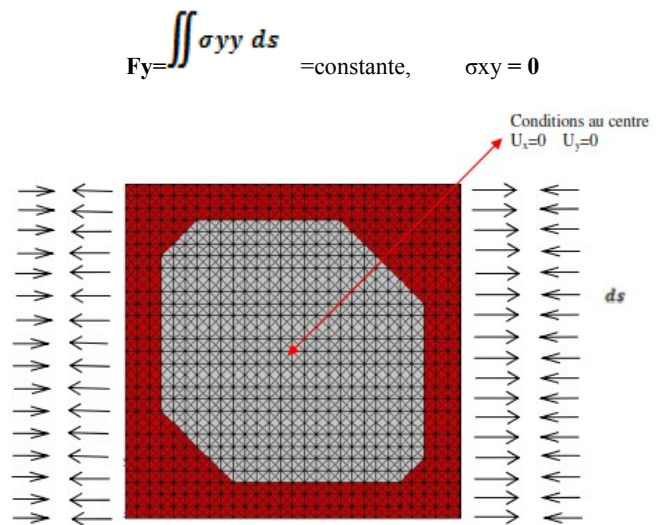 Fy=∬ σyy ds =constante, σxy = 0
Conditions au centre
Ux=0 Uy=0
ds